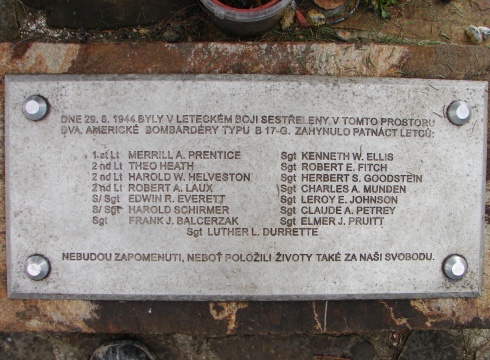 DNE 29. 8. 1944 BYLY V LETECKÉM BOJI SESTŘELENY, V TOMTO PROSTORU
DVA AMERICKÉ BOMBARDÉRY TYPU B 17-G. ZAHYNULO PATNÁCT LETCŮ:
1st Lt MERRILL A. PRENTICE
2nd Lt THEO HEATH
2nd Lt HAROLD W. HELVESTON
2nd Lt ROBERT A. LAUX
S/ Sgt EDWIN R. EVERETT
S/ Sgt HAROLD SCHIRMER
Sgt FRANK J. BALCERZAK
Sgt KENNETH W. ELLIS
Sgt ROBERT E. FITCH
Sgt HERBERT S. GOODSTEIN
Sgt CHARLES A. MUNDEN
Sgt LEROY E. JOHNSON
Sgt CLAUDE A. PETREY
Sgt ELMER J. PRUITT
Sgt LUTHER L. DURRETTE
NEBUDOU ZAPOMENUTI, NEBOŤ POLOŽILI ŽIVOTY TAKÉ ZA NAŠI SVOBODU.